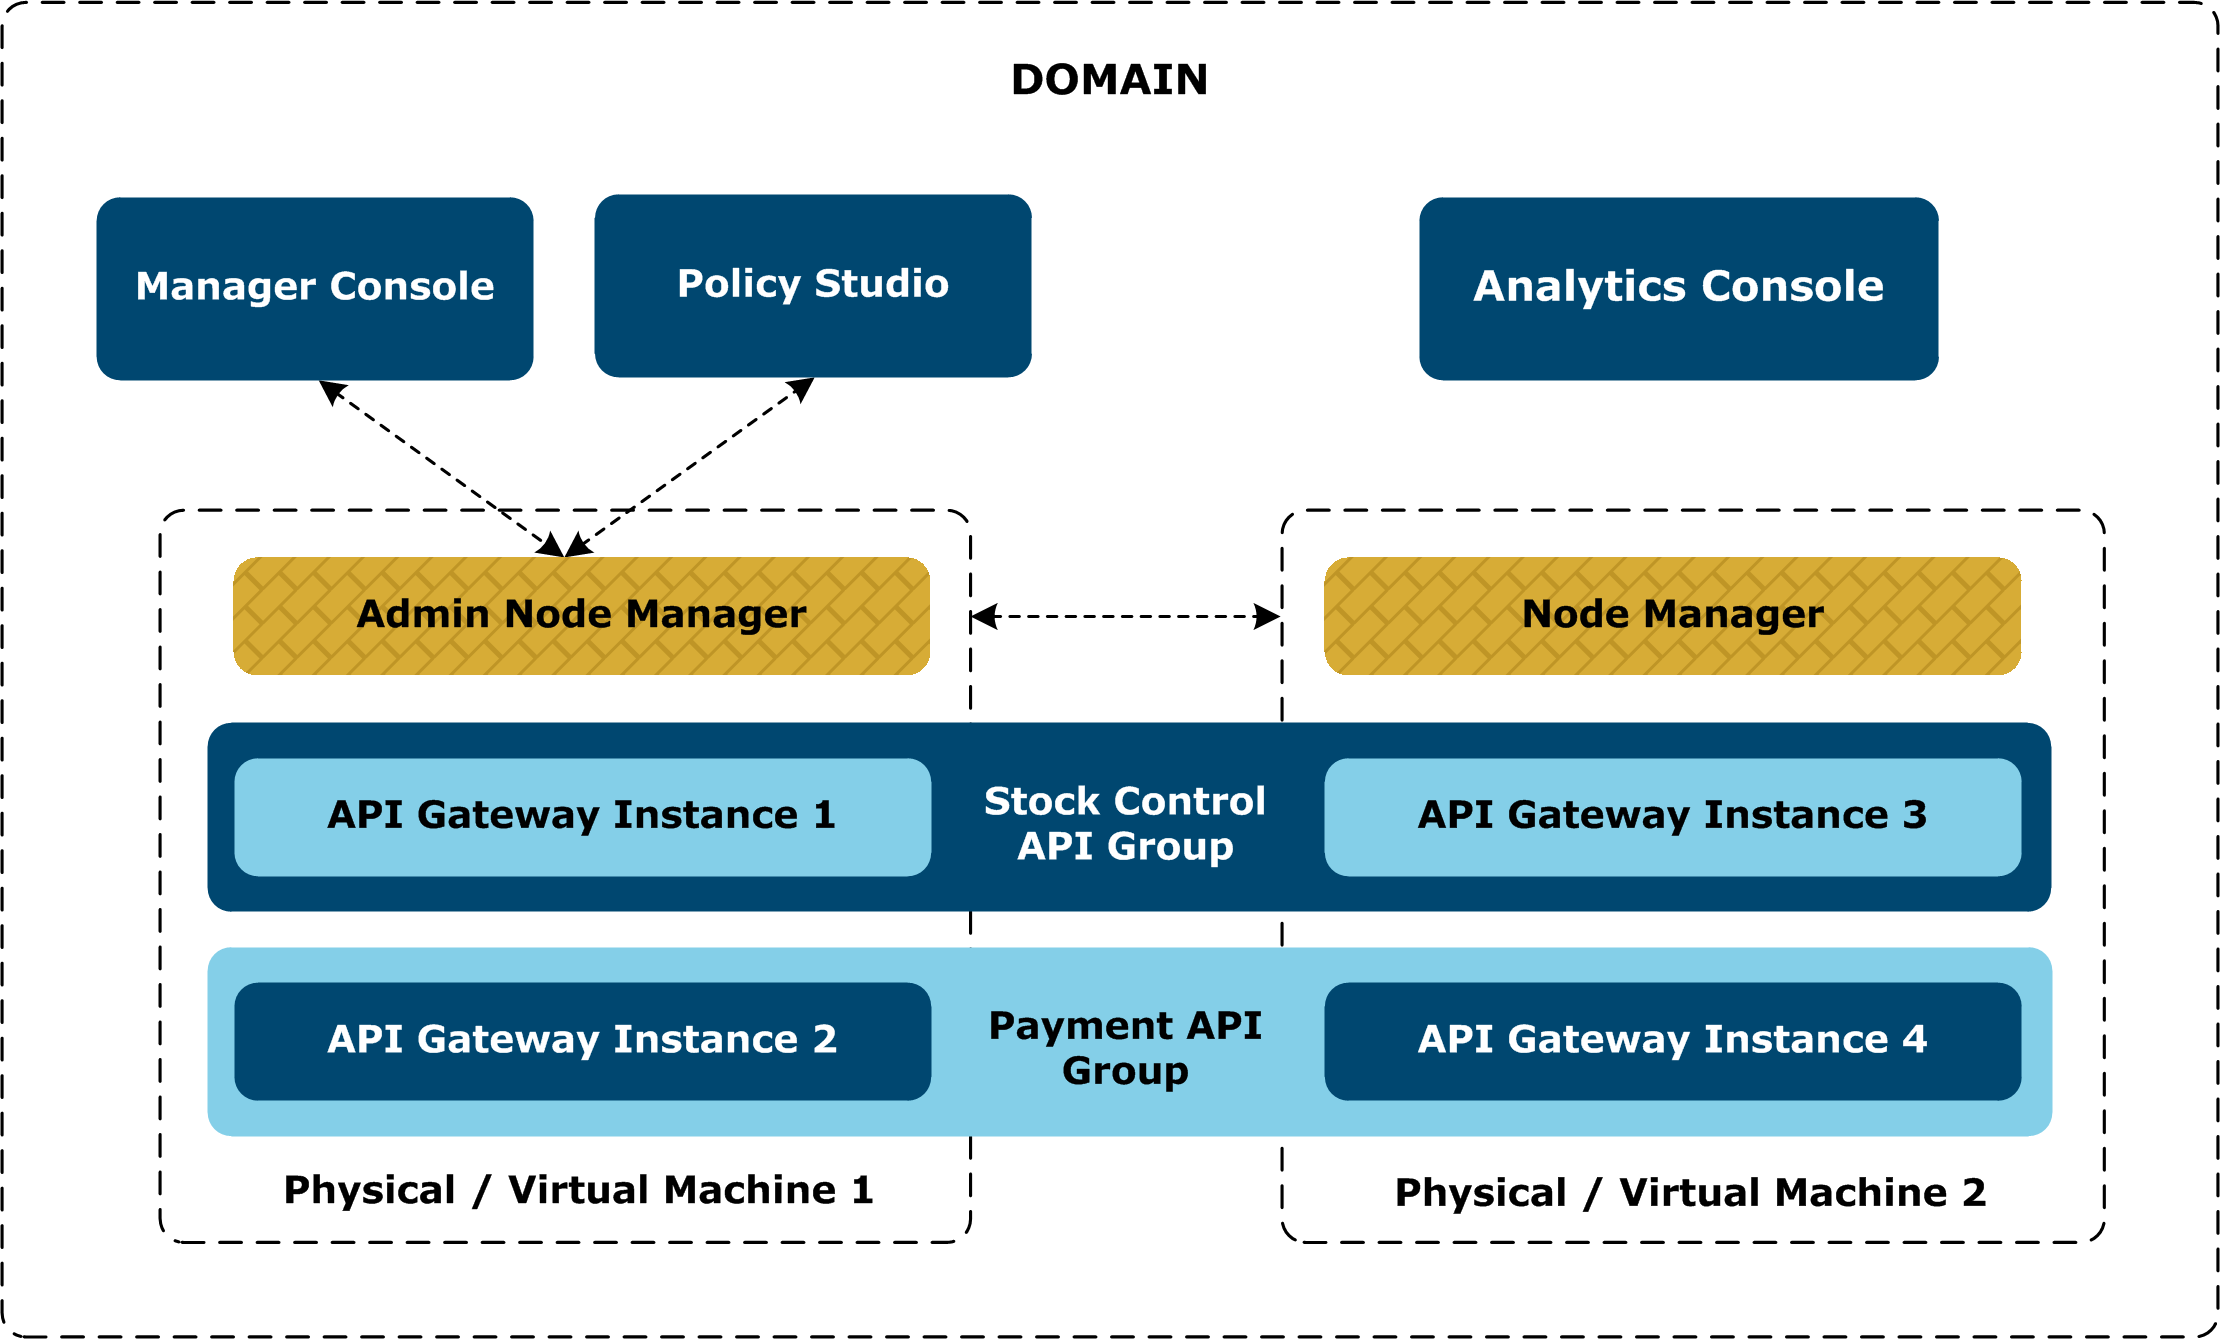 DOMAIN
Manager Console
Policy Studio
Analytics Console
Admin Node Manager
Node Manager
API Gateway Instance 1
Stock Control
API Group
API Gateway Instance 3
API Gateway Instance 2
Payment API
Group
API Gateway Instance 4
Physical / Virtual Machine 1
Physical / Virtual Machine 2